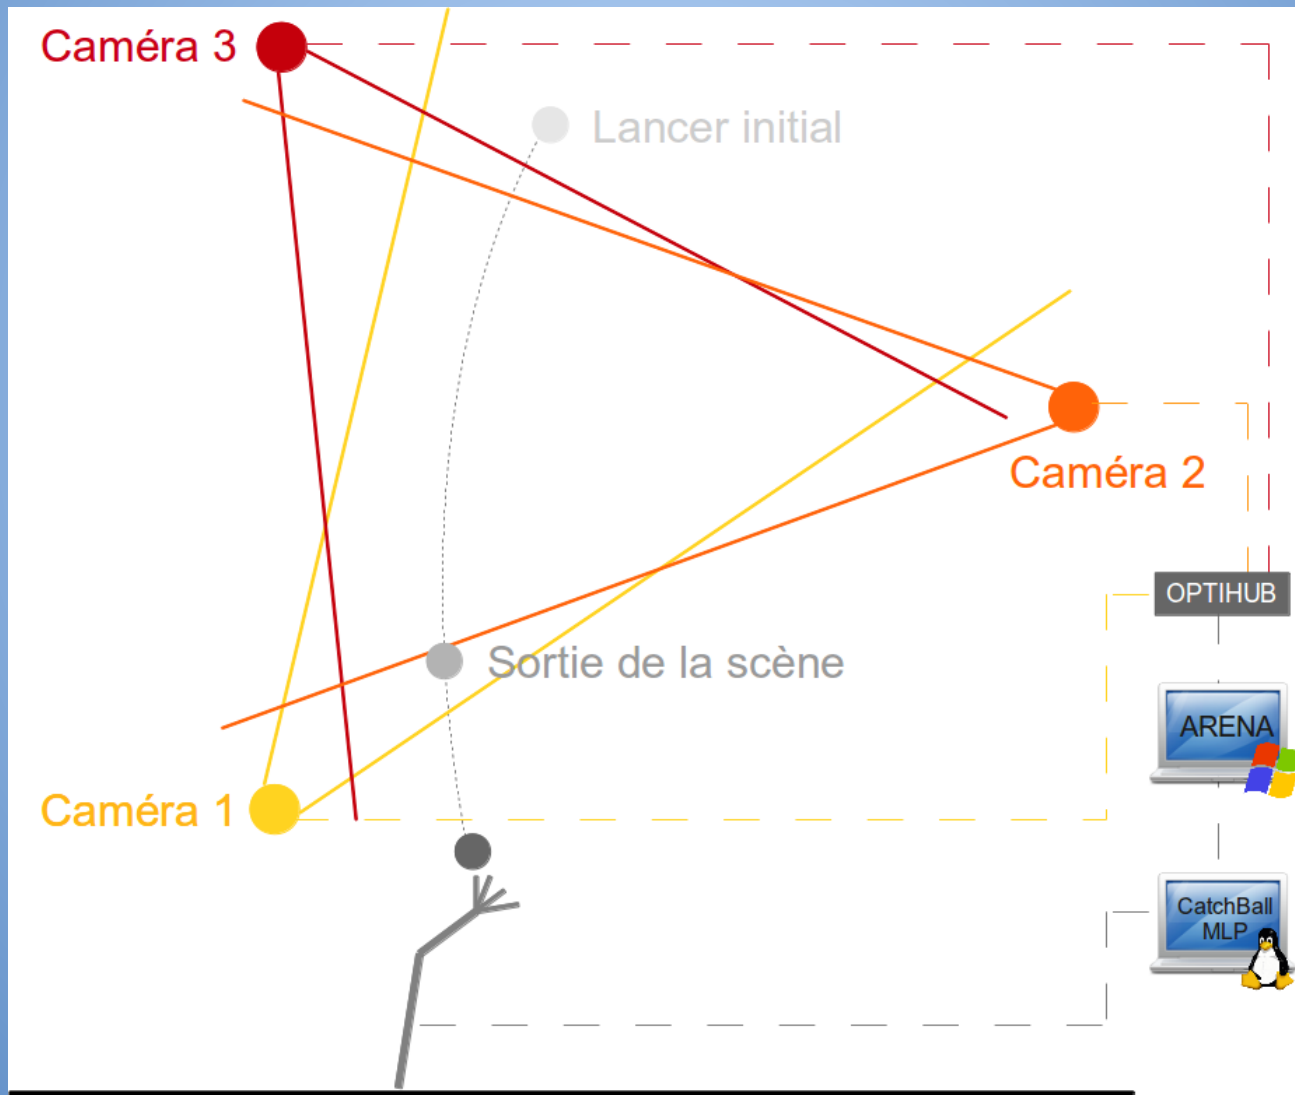 Caméra 3
Lancer initial
Caméra 2
OPTIHUB
Sortie de la scène
ARENA
Caméra 1
CatchBall
MLP